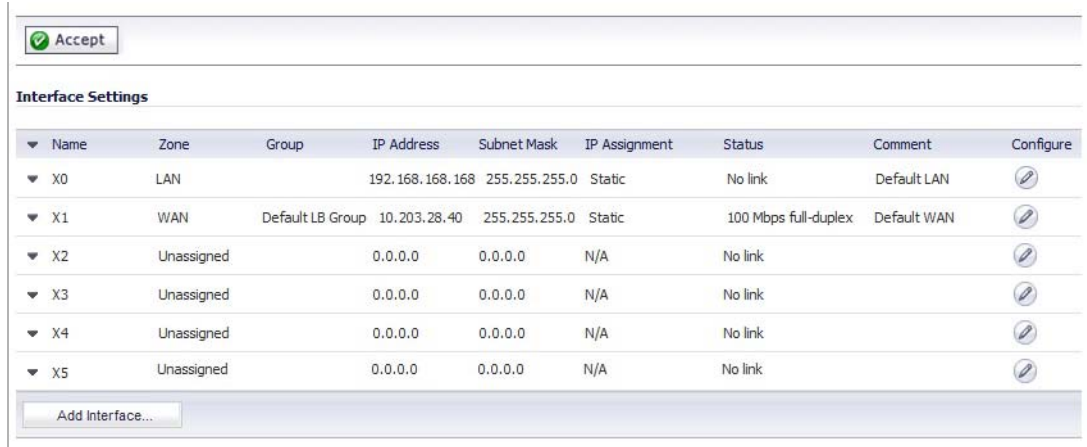 Accept
Interface Settings
Name Zone Group IP Address Subnet Mask IP Assignment Status Comment Configure
X0 LAN 192.168.168.168 255.255.255.0 Static No link Default LAN
X1 WAN Default LB Group 10.203.28.40 255.255.255.0 Static 100 Mbps full-duplex Default WAN
X2 Unassigned 0.0.0.0 0.0.0.0 N/A No link
X3 Unassigned 0.0.0.0 0.0.0.0 N/A No link
X4 Unassigned 0.0.0.0 0.0.0.0 N/A No link
X5 Unassigned 0.0.0.0 0.0.0.0 N/A No link
Add Interface...